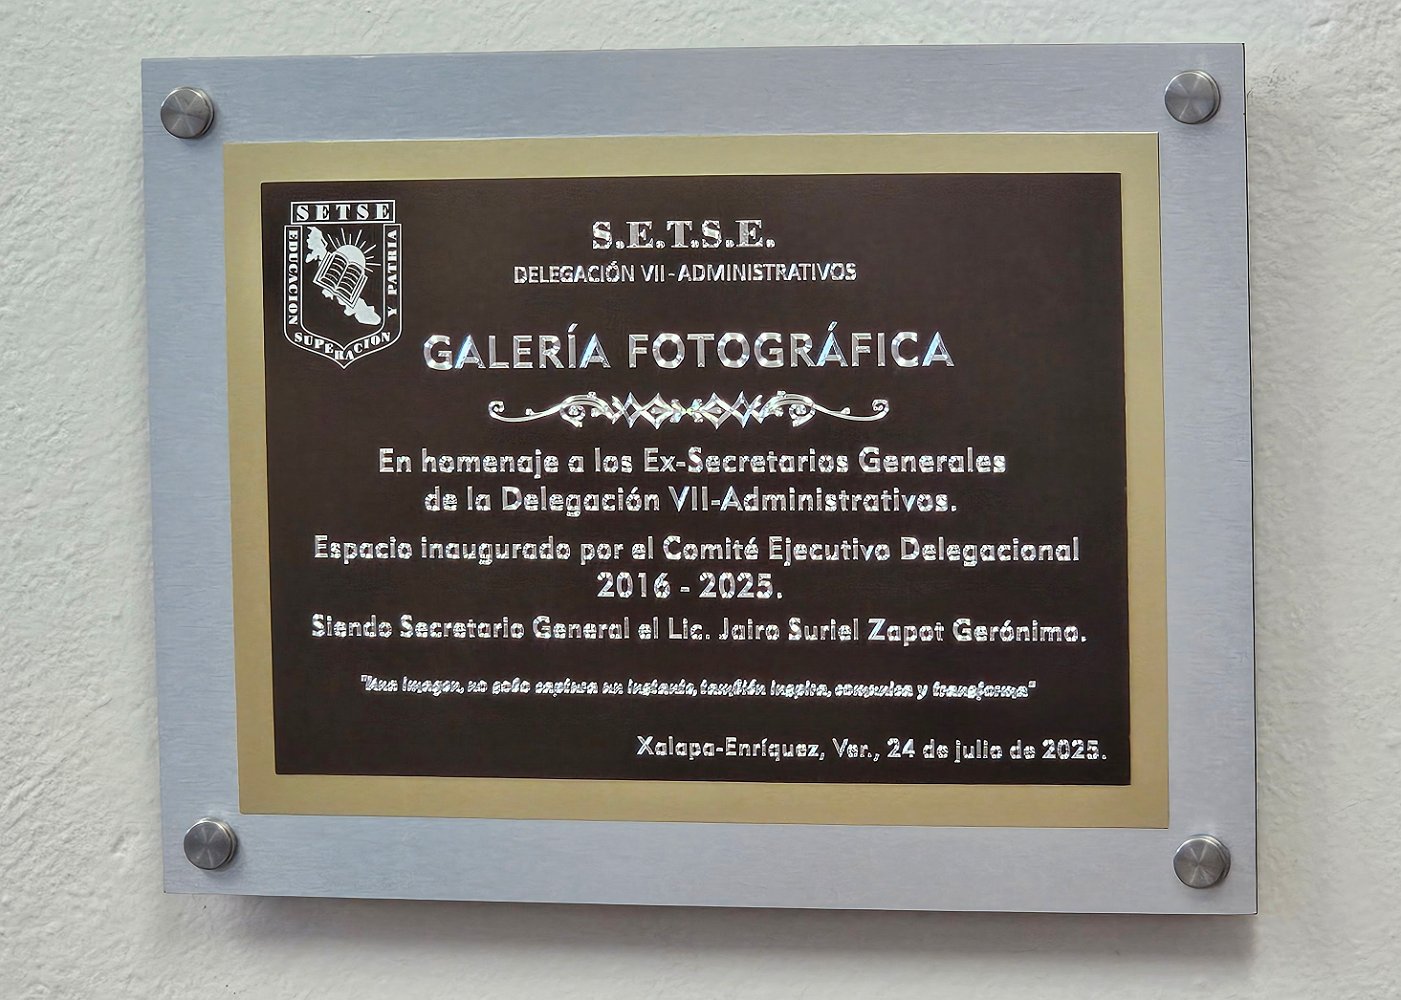 SETSE
EDUCACION
SUPERACION
Y PATRIA
S.E.T.S.E.
DELEGACIÓN VII-ADMINISTRATIVOS
GALERÍA FOTOGRÁFICA
En homenaje a los Ex-Secretarios Generales
de la Delegación VII-Administrativos.
Espacio inaugurado por el Comité Ejecutivo Delegacional
2016 - 2025.
Siendo Secretario General el Lic. Jairo Suriel Zapot Gerónimo.
"Una imagen, no solo captura un instante, también inspira, comunica y transforma"
Xalapa-Enríquez, Ver., 24 de julio de 2025.